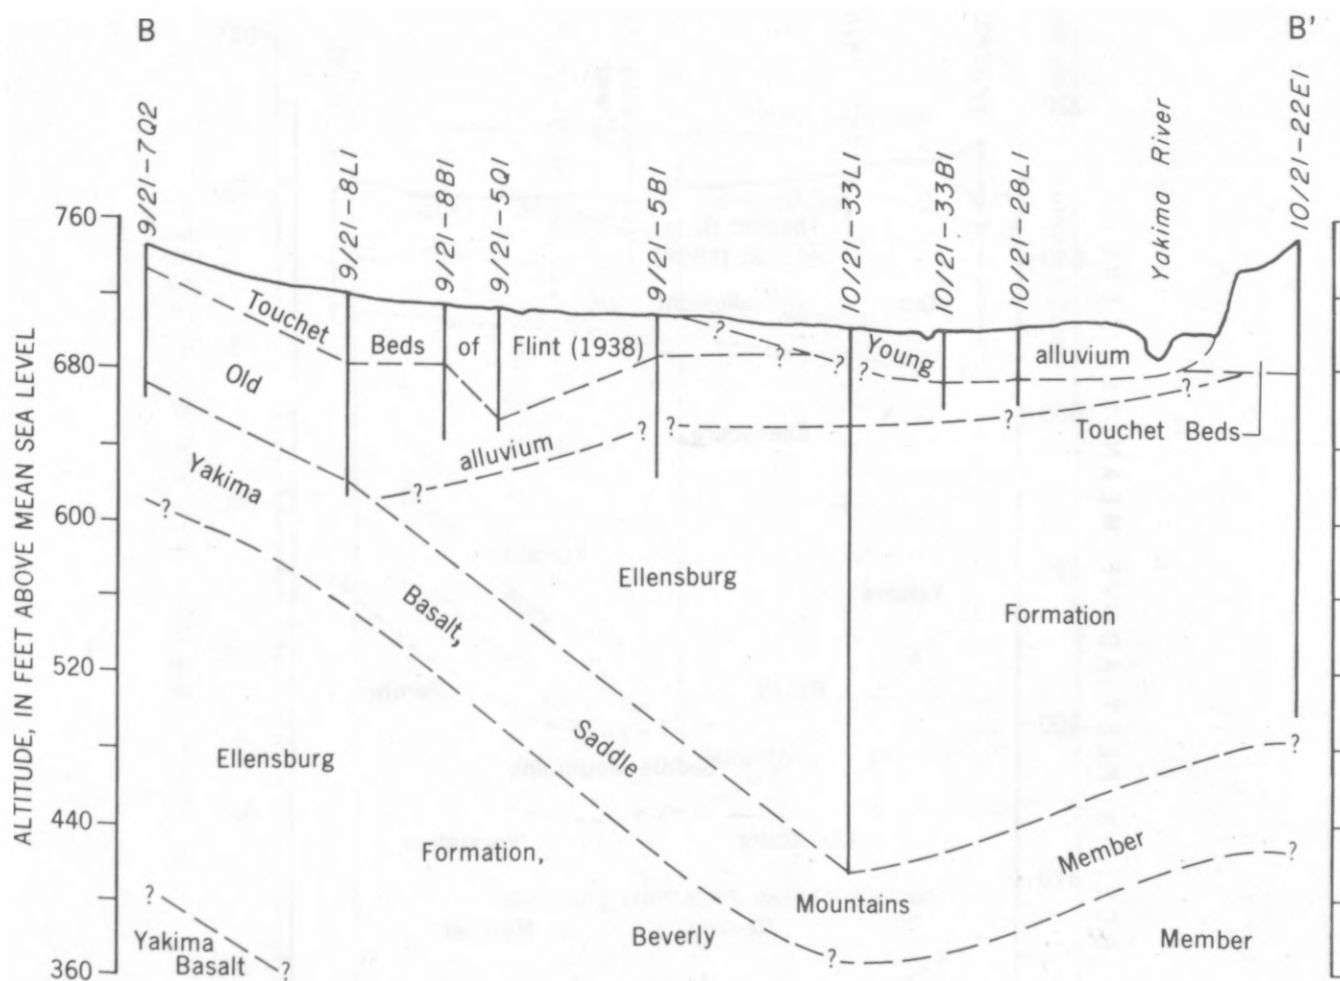 B
B'
9/21-7Q2
9/21-8L1
9/21-8B1
9/21-5Q1
9/21-5B1
10/21-33L1
10/21-33B1
10/21-28L1
Yakima River
10/21-22E1
ALTITUDE, IN FEET ABOVE MEAN SEA LEVEL
760
680
600
520
440
360
Touchet Beds of Flint (1938)
Young alluvium
? ? ? ? ?
Old alluvium
Touchet Beds
? ? ? ? ?
Yakima Basalt, Saddle Mountains Member
?
?
Ellensburg Formation
Ellensburg Formation, Beverly Member
? ?
? ?
Yakima
Basalt